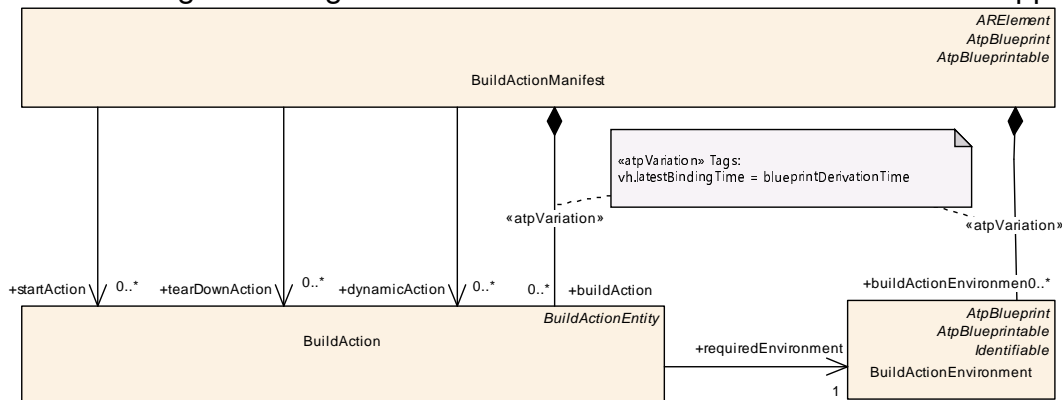 ARElement
AtpBlueprint
AtpBlueprintable
BuildActionManifest
«atpVariation» Tags:
vh.latestBindingTime = blueprintDerivationTime
«atpVariation»
«atpVariation»
+startAction 0..* +tearDownAction 0..* +dynamicAction 0..* 0..* +buildAction
+buildActionEnvironmen0..*
BuildActionEntity
BuildAction
AtpBlueprint
AtpBlueprintable
Identifiable
BuildActionEnvironment
+requiredEnvironment
1